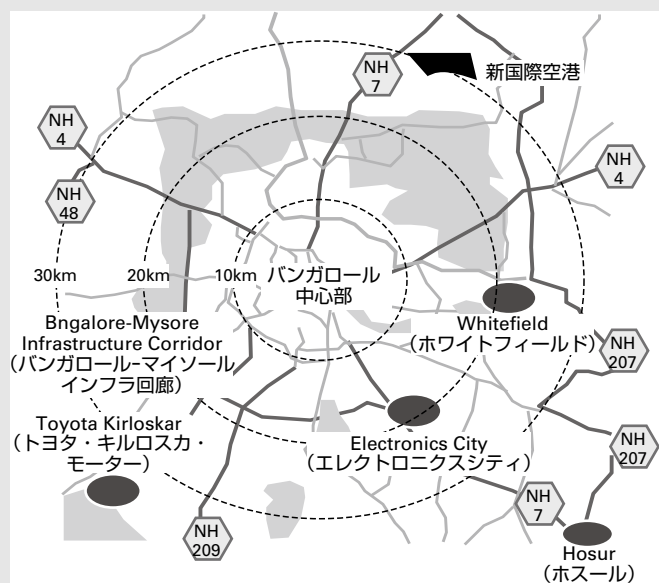 NH
7
新国際空港
NH
4
NH
4
NH
48
30km
20km
10km
バンガロール
中心部
Bngalore-Mysore
Infrastructure Corridor
（バンガロール−マイソール
インフラ回廊）
Whitefield
（ホワイトフィールド）
NH
207
Toyota Kirloskar
（トヨタ・キルロスカ・
モーター）
Electronics City
（エレクトロニクスシティ）
NH
207
NH
7
NH
209
Hosur
（ホスール）